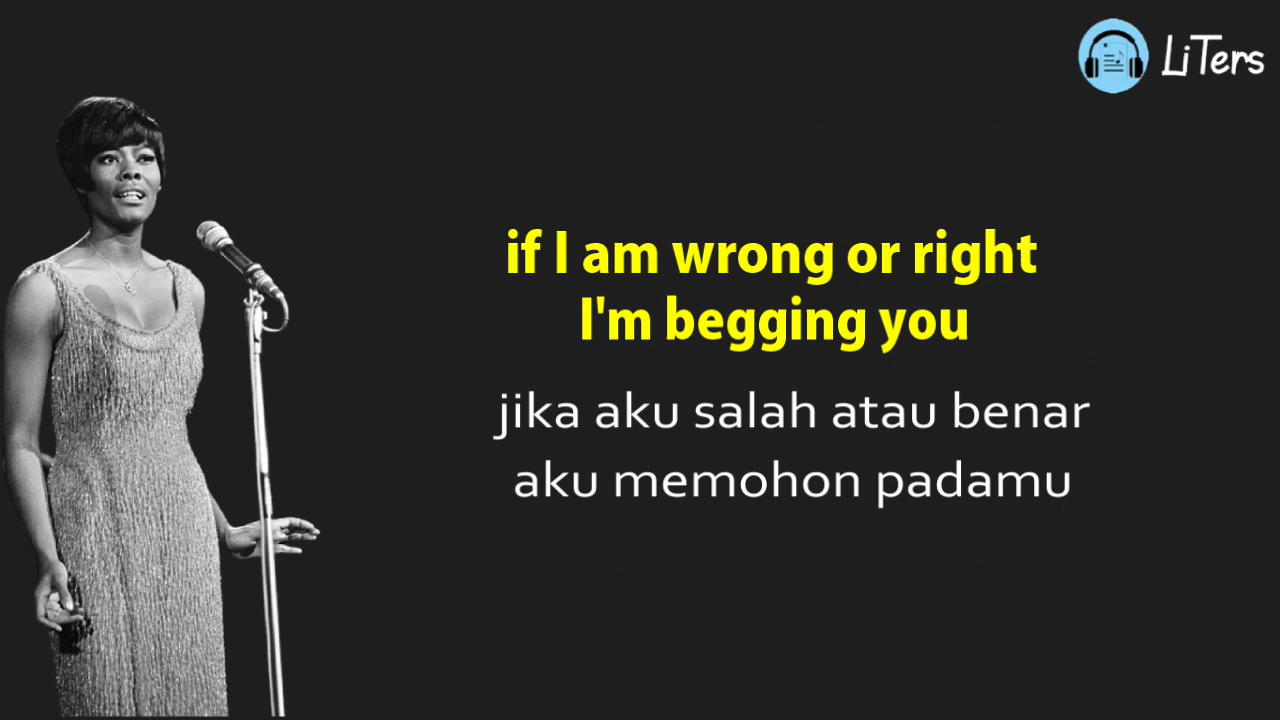 LiTers
if I am wrong or right
I'm begging you
jika aku salah atau benar
aku memohon padamu